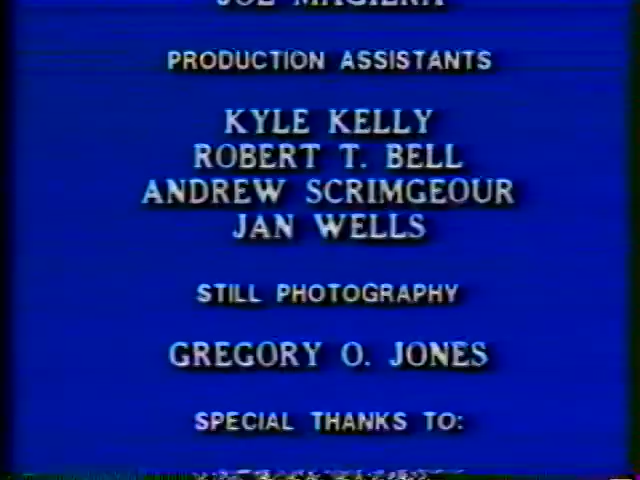 PRODUCTION ASSISTANTS
KYLE KELLY
ROBERT T. BELL
ANDREW SCRIMGEOUR
JAN WELLS
STILL PHOTOGRAPHY
GREGORY O. JONES
SPECIAL THANKS TO: